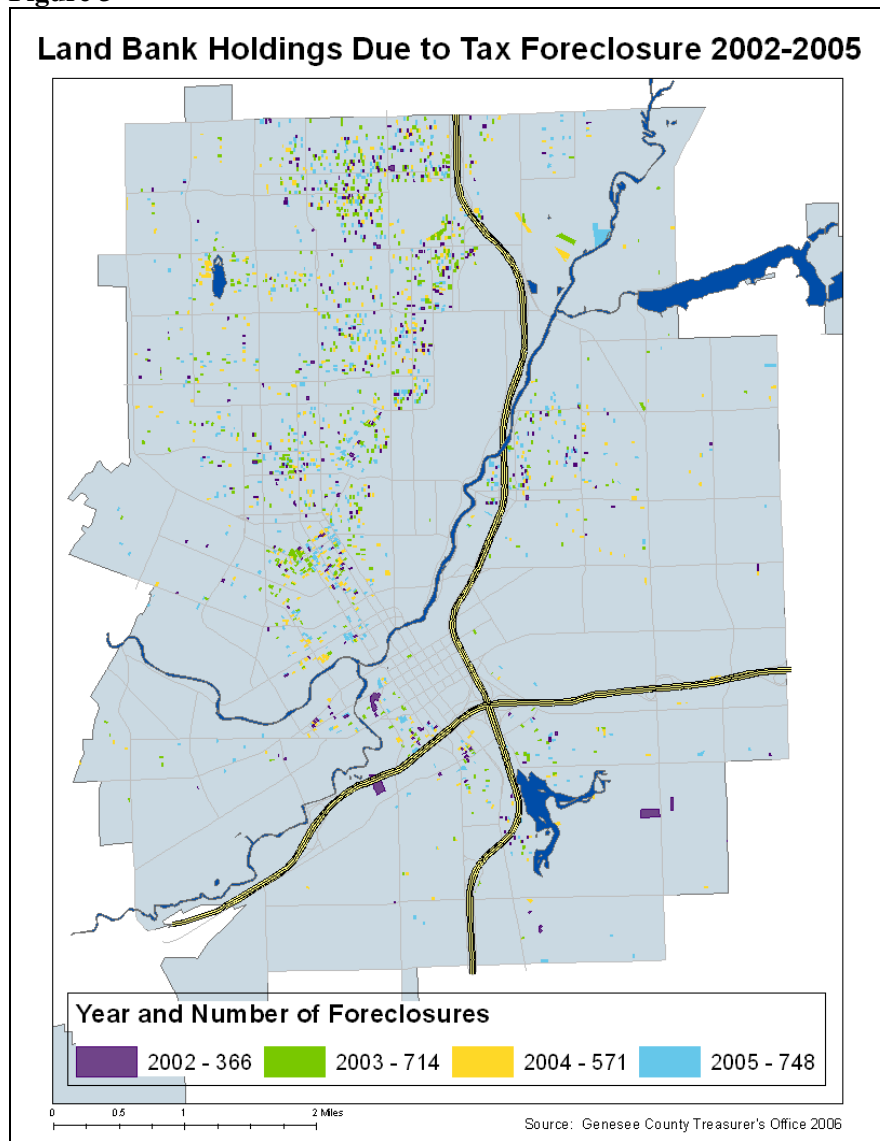 Land Bank Holdings Due to Tax Foreclosure 2002-2005
Year and Number of Foreclosures
2002 - 366 2003 - 714 2004 - 571 2005 - 748
0 0.5 1 2 Miles
Source: Genesee County Treasurer's Office 2006